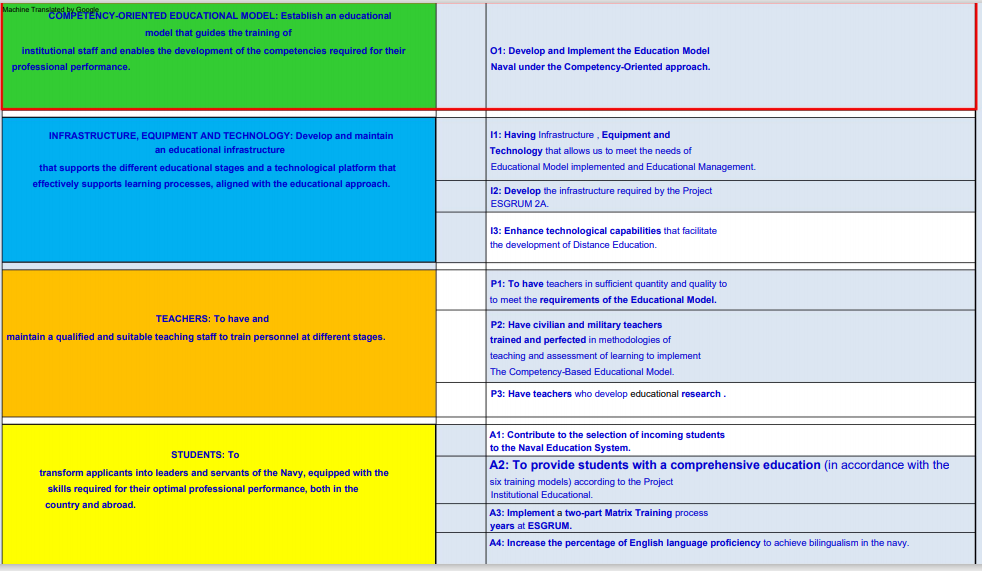 Machine Translated by Google
COMPETENCY-ORIENTED EDUCATIONAL MODEL: Establish an educational
model that guides the training of
institutional staff and enables the development of the competencies required for their
professional performance.
O1: Develop and Implement the Education Model
Naval under the Competency-Oriented approach.
INFRASTRUCTURE, EQUIPMENT AND TECHNOLOGY: Develop and maintain
an educational infrastructure
that supports the different educational stages and a technological platform that
effectively supports learning processes, aligned with the educational approach.
I1: Having Infrastructure , Equipment and
Technology that allows us to meet the needs of
Educational Model implemented and Educational Management.
I2: Develop the infrastructure required by the Project
ESGRUM 2A.
I3: Enhance technological capabilities that facilitate
the development of Distance Education.
TEACHERS: To have and
maintain a qualified and suitable teaching staff to train personnel at different stages.
P1: To have teachers in sufficient quantity and quality to
to meet the requirements of the Educational Model.
P2: Have civilian and military teachers
trained and perfected in methodologies of
teaching and assessment of learning to implement
The Competency-Based Educational Model.
P3: Have teachers who develop educational research .
STUDENTS: To
transform applicants into leaders and servants of the Navy, equipped with the
skills required for their optimal professional performance, both in the
country and abroad.
A1: Contribute to the selection of incoming students
to the Naval Education System.
A2: To provide students with a comprehensive education (in accordance with the
six training models) according to the Project
Institutional Educational.
A3: Implement a two-part Matrix Training process
years at ESGRUM.
A4: Increase the percentage of English language proficiency to achieve bilingualism in the navy.